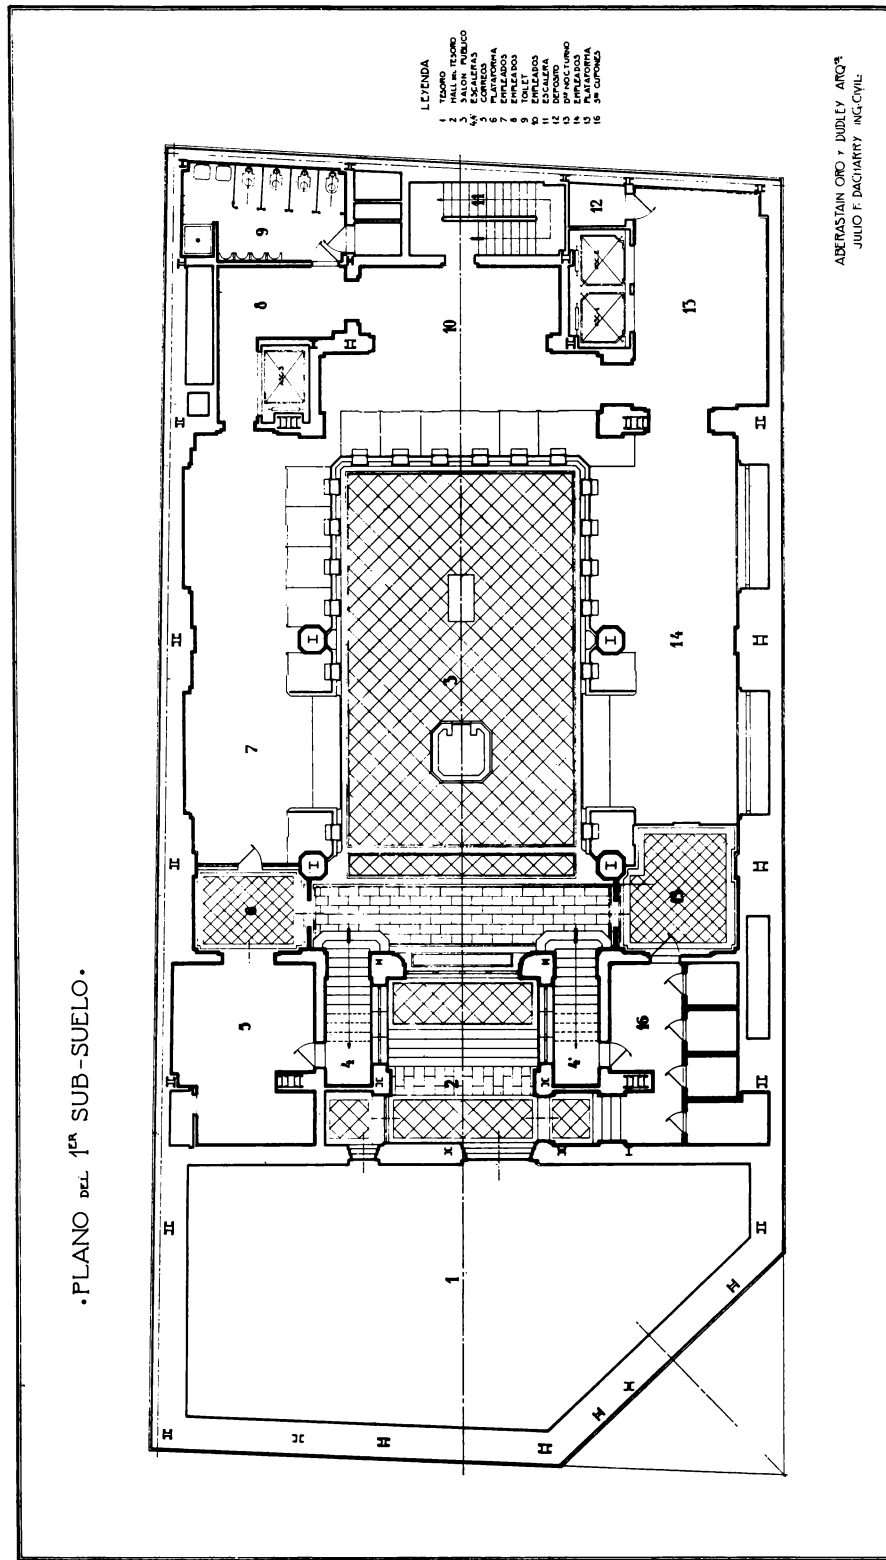 ·PLANO DEL 1ER SUB-SUELO·
LEYENDA
1 TESORO
2 HALL DEL TESORO
3 SALON PUBLICO
4,4' ESCALERAS
5 CORREOS
6 PLATAFORMA
7 EMPLEADOS
8 EMPLEADOS
9 TOILET
10 EMPLEADOS
11 ESCALERA
12 DEPOSITO
13 DTO NOCTURNO
14 EMPLEADOS
15 PLATAFORMA
16 CUPONES
ABERASTAIN ORO Y DUDLEY ARQTS
JULIO F. DACHARRY ING.CIVIL.
9
8
11
12
10
13
3
7
14
6
15
5
4
2
4'
16
1